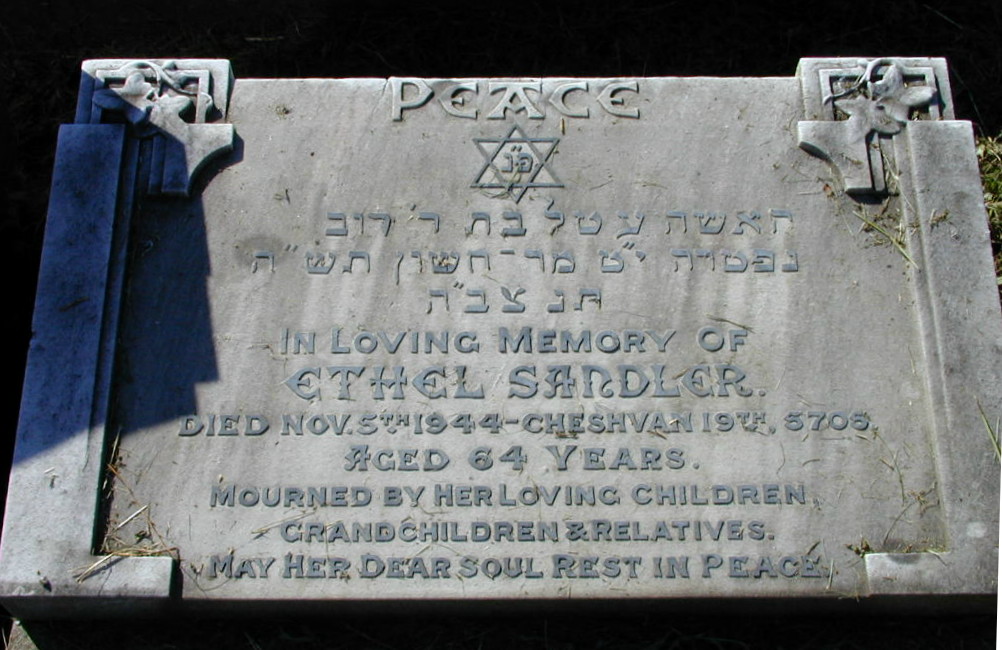 PEACE
פ״נ
האשה עטל בת ר׳ דוב
נפטרה י״ט מר־חשון תש״ה
תנצב״ה
IN LOVING MEMORY OF
ETHEL SANDLER.
DIED NOV. 5TH 1944 - CHESHVAN 19TH, 5705.
AGED 64 YEARS.
MOURNED BY HER LOVING CHILDREN,
GRANDCHILDREN & RELATIVES.
MAY HER DEAR SOUL REST IN PEACE.